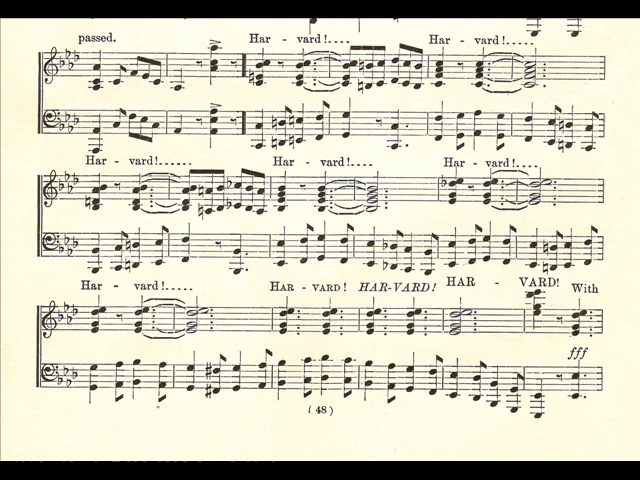 passed. Har - vard!..... Har - vard!....
Har - vard!..... Har - vard!.... Har - vard!....
Har - vard!..... HAR - VARD! HAR-VARD! HAR - VARD! With
fff
(48)